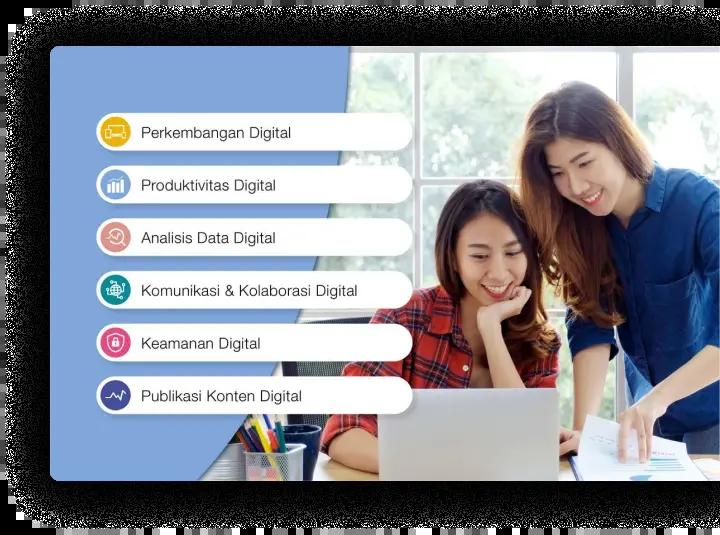 Perkembangan Digital
Produktivitas Digital
Analisis Data Digital
Komunikasi & Kolaborasi Digital
Keamanan Digital
Publikasi Konten Digital